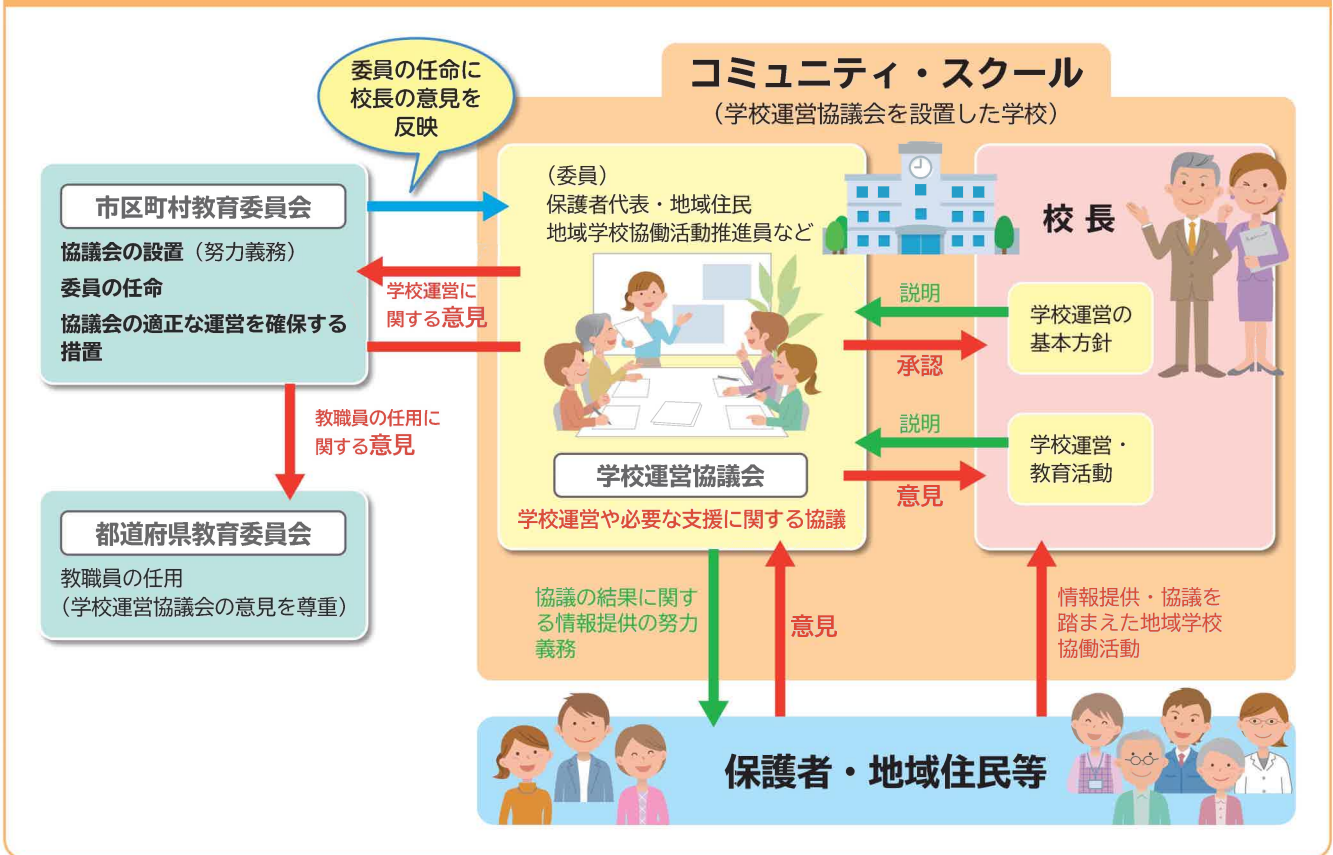 コミュニティ・スクール
（学校運営協議会を設置した学校）
委員の任命に
校長の意見を
反映
市区町村教育委員会
協議会の設置（努力義務）
委員の任命
協議会の適正な運営を確保する
措置
学校運営に
関する意見
教職員の任用に
関する意見
都道府県教育委員会
教職員の任用
（学校運営協議会の意見を尊重）
（委員）
保護者代表・地域住民
地域学校協働活動推進員など
学校運営協議会
学校運営や必要な支援に関する協議
校長
説明
承認
学校運営の
基本方針
説明
意見
学校運営・
教育活動
協議の結果に関す
る情報提供の努力
義務
意見
情報提供・協議を
踏まえた地域学校
協働活動
保護者・地域住民等